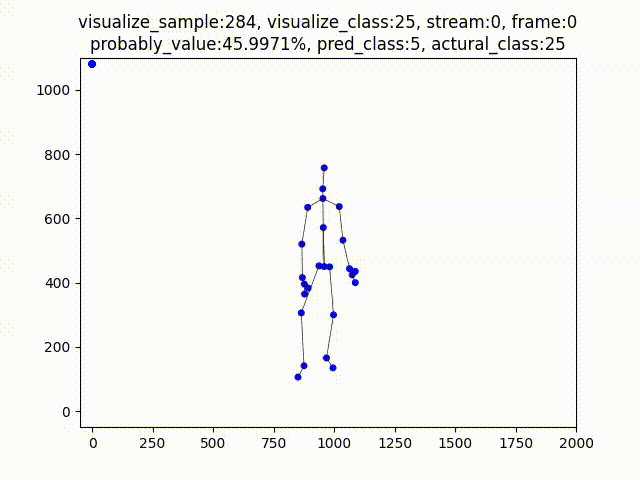 visualize_sample:284, visualize_class:25, stream:0, frame:0
probably_value:45.9971%, pred_class:5, actural_class:25
1000
800
600
400
200
0
0 250 500 750 1000 1250 1500 1750 2000